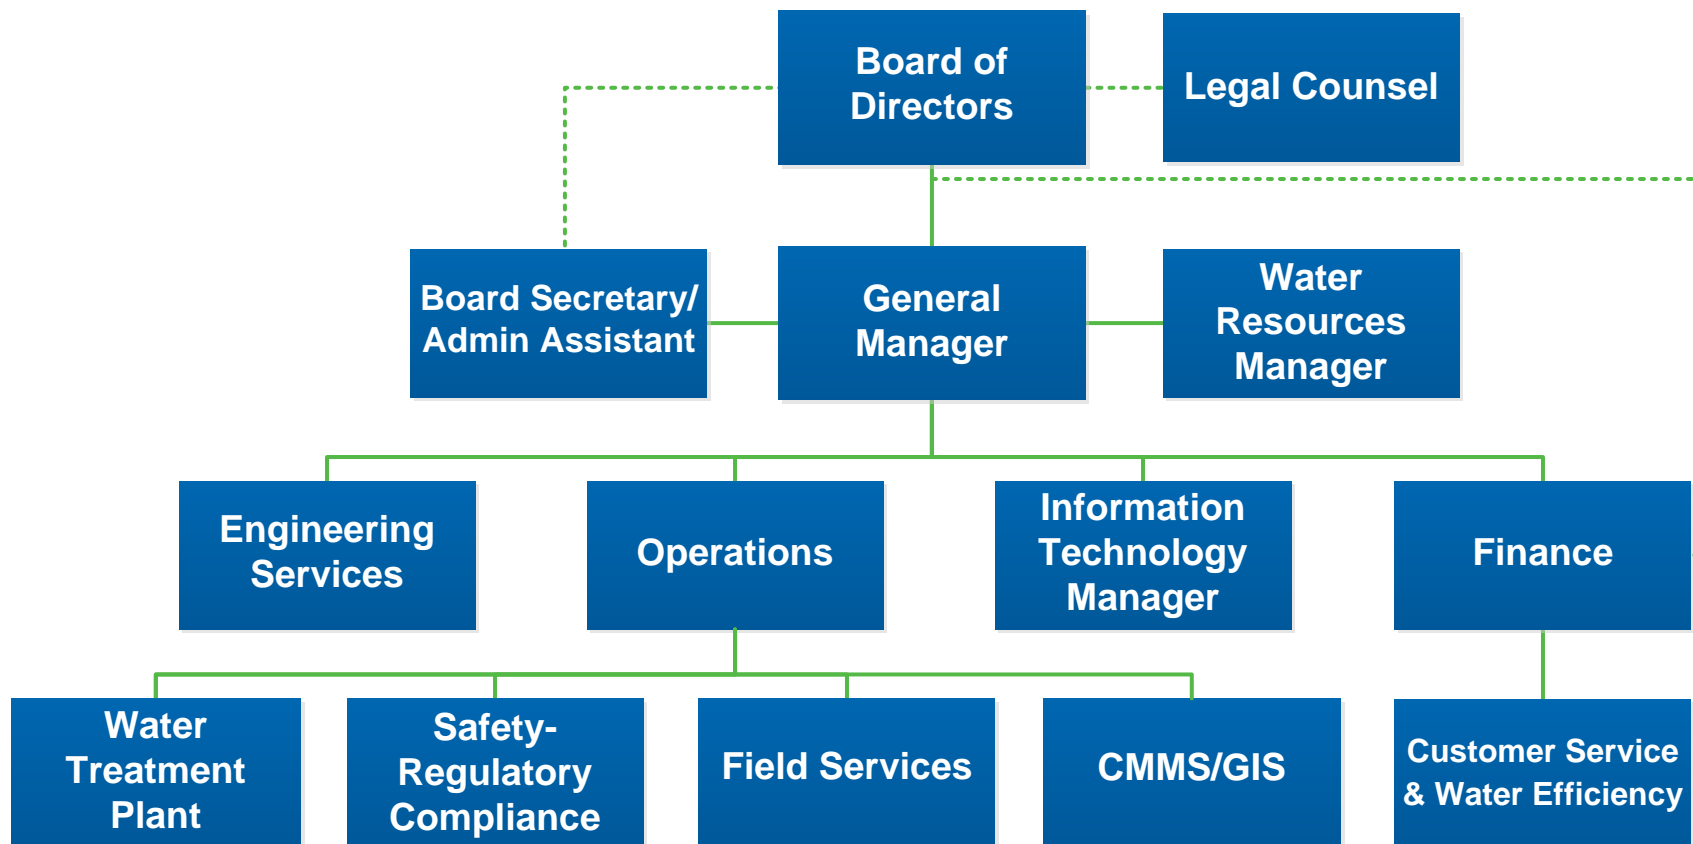 Board of
Directors
Legal Counsel
Board Secretary/
Admin Assistant
General
Manager
Water
Resources
Manager
Engineering
Services
Operations
Information
Technology
Manager
Finance
Water
Treatment
Plant
Safety-
Regulatory
Compliance
Field Services
CMMS/GIS
Customer Service
& Water Efficiency